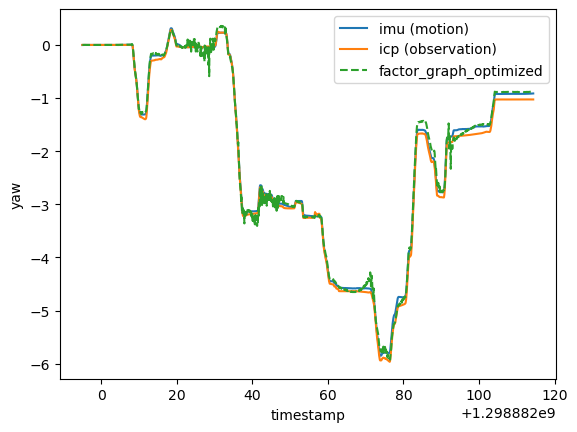 imu (motion)
icp (observation)
factor_graph_optimized
yaw
0
−1
−2
−3
−4
−5
−6
0 20 40 60 80 100 120
timestamp
+1.298882e9